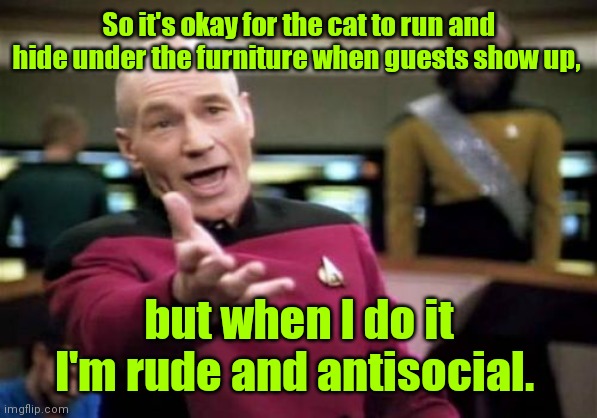 So it's okay for the cat to run and
hide under the furniture when guests show up,
but when I do it
I'm rude and antisocial.
imgflip.com